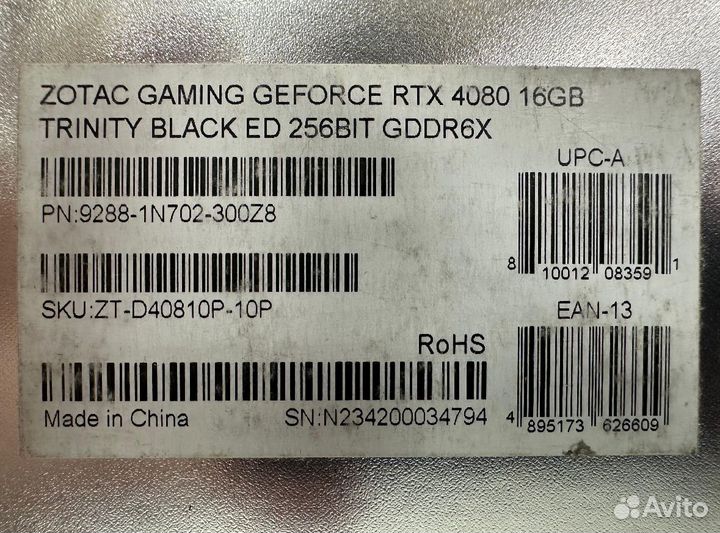 ZOTAC GAMING GEFORCE RTX 4080 16GB
TRINITY BLACK ED 256BIT GDDR6X
UPC-A
PN:9288-1N702-300Z8
8 10012 08359 1
SKU:ZT-D40810P-10P
EAN-13
RoHS
Made in China SN:N234200034794
4 895173 626609
Avito